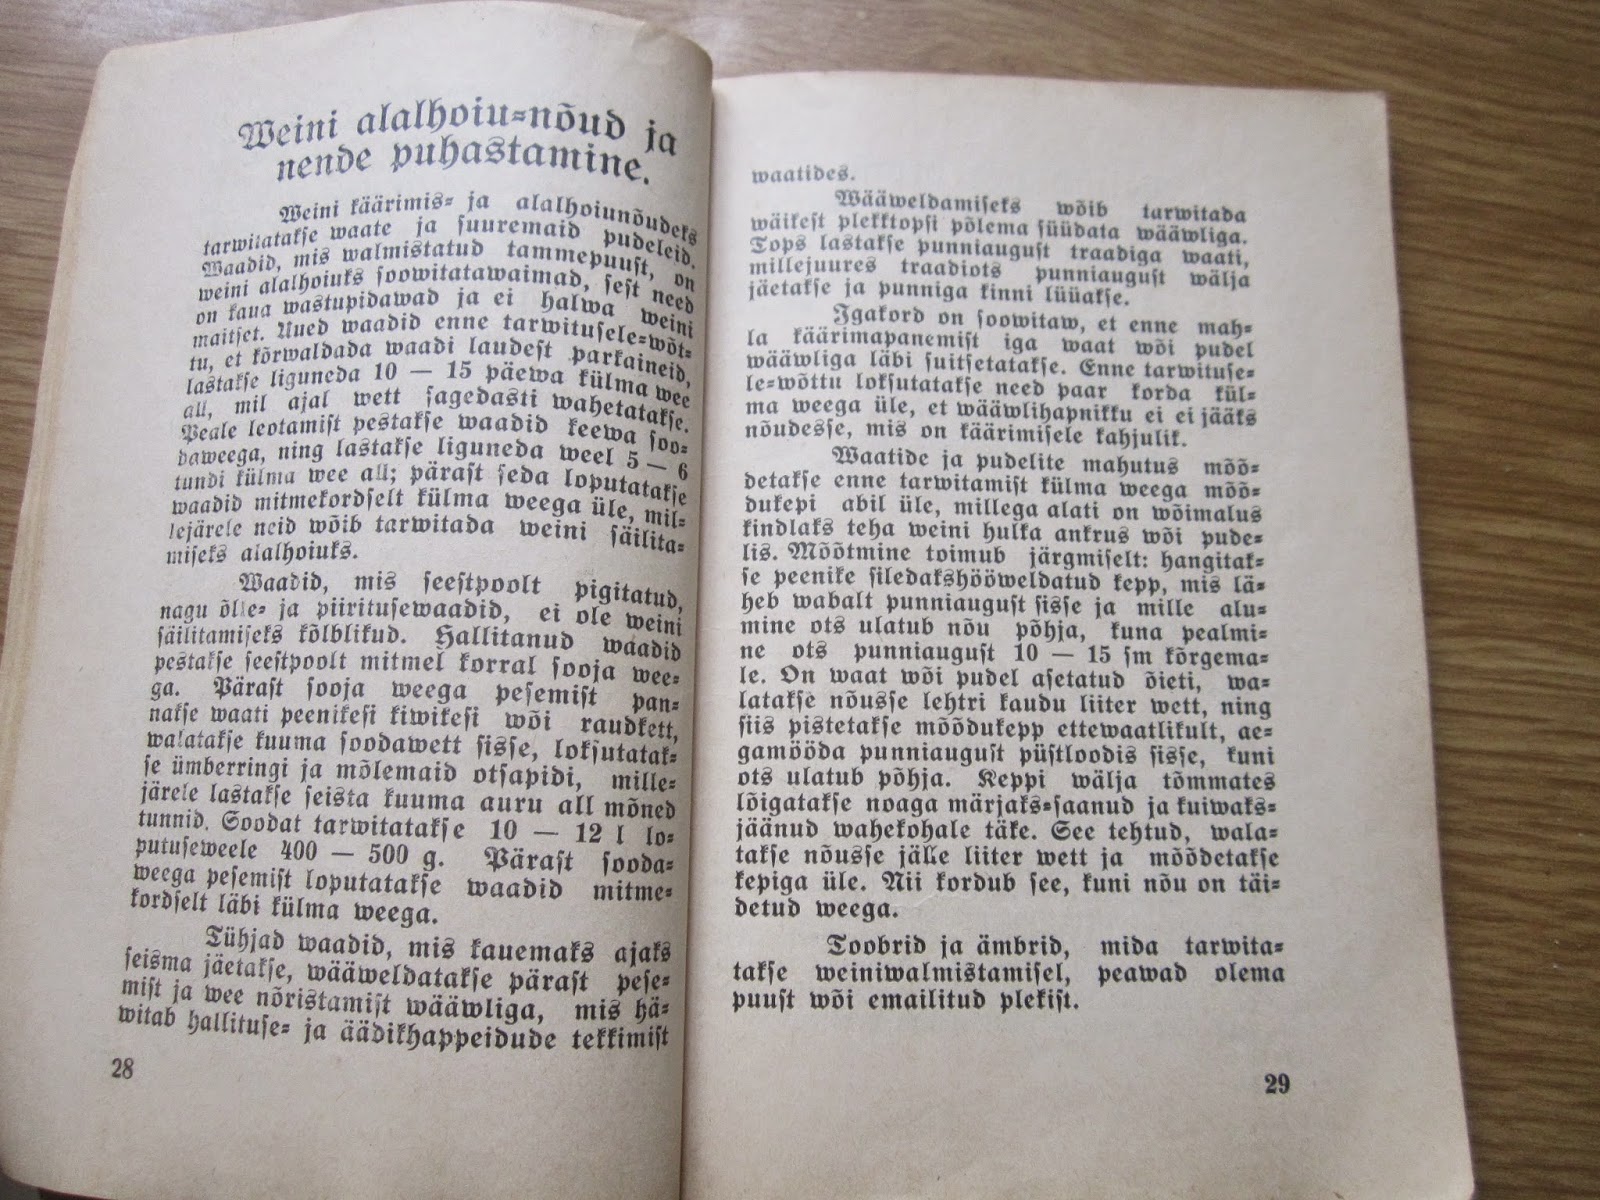 Weini alalhoiu-nõud ja
nende puhastamine.
Weini käärimis- ja alalhoiunõudeks
tarwitatakse waate ja suuremaid pudeleid.
Waadid, mis walmistatud tammepuust, on
weini alalhoiuks soowitatawaimad, sest need
on kaua wastupidawad ja ei halwa weini
maitset. Uued waadid enne tarwitusele-wõt-
tu, et kõrwaldada waadi laudest parkaineid,
lastakse liguneda 10 — 15 päewa külma wee
all, mil ajal wett sagedasti wahetatakse.
Peale leotamist pestakse waadid keewa soo-
daweega, ning lastakse liguneda weel 5 — 6
tundi külma wee all; pärast seda loputatakse
waadid mitmekordselt külma weega üle, mil-
lejärele neid wõib tarwitada weini säilita-
miseks alalhoiuks.
Waadid, mis seestpoolt pigitatud,
nagu õlle- ja piiritusewaadid, ei ole weini
säilitamiseks kõlblikud. Hallitanud waadid
pestakse seestpoolt mitmel korral sooja wee-
ga. Pärast sooja weega pesemist pan-
nakse waati peenikesi kiwikesi wõi raudkett,
walatakse kuuma soodawett sisse, loksutatak-
se ümberringi ja mõlemaid otsapidi, mille-
järele lastakse seista kuuma auru all mõned
tunnid. Soodat tarwitatakse 10 — 12 l lo-
putuseweele 400 — 500 g. Pärast sooda-
weega pesemist loputatakse waadid mitme-
kordselt läbi külma weega.
Tühjad waadid, mis kauemaks ajaks
seisma jäetakse, wääweldatakse pärast pese-
mist ja wee nõristamist wääwliga, mis hä-
witab hallituse- ja äädikhappeidude tekkimist
28
waatides.
Wääweldamiseks wõib tarwitada
wäikest plekktopsi põlema süüdata wääwliga.
Tops lastakse punniaugust traadiga waati,
millejuures traadiots punniaugust wälja
jäetakse ja punniga kinni lüüakse.
Igakord on soowitaw, et enne mah-
la käärimapanemist iga waat wõi pudel
wääwliga läbi suitsetatakse. Enne tarwituse-
le-wõttu loksutatakse need paar korda kül-
ma weega üle, et wääwlihapnikku ei ei jääks
nõudesse, mis on käärimisele kahjulik.
Waatide ja pudelite mahutus mõõ-
detakse enne tarwitamist külma weega mõõ-
dukepi abil üle, millega alati on wõimalus
kindlaks teha weini hulka ankrus wõi pude-
lis. Mõõtmine toimub järgmiselt: hangitak-
se peenike siledakshööweldatud kepp, mis lä-
heb wabalt punniaugust sisse ja mille alu-
mine ots ulatub nõu põhja, kuna pealmi-
ne ots punniaugust 10 — 15 sm kõrgema-
le. On waat wõi pudel asetatud õieti, wa-
latakse nõusse lehtri kaudu liiter wett, ning
siis pistetakse mõõdukepp ettewaatlikult, ae-
gamööda punniaugust püstloodis sisse, kuni
ots ulatub põhja. Keppi wälja tõmmates
lõigatakse noaga märjaks-saanud ja kuiwaks-
jäänud wahekohale täke. See tehtud, wala-
takse nõusse jälle liiter wett ja mõõdetakse
kepiga üle. Nii kordub see, kuni nõu on täi-
detud weega.
Toobrid ja ämbrid, mida tarwita-
takse weiniwalmistamisel, peawad olema
puust wõi emailitud plekist.
29